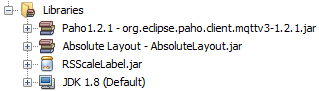 Libraries
Paho1.2.1 - org.eclipse.paho.client.mqttv3-1.2.1.jar
Absolute Layout - AbsoluteLayout.jar
RSScaleLabel.jar
JDK 1.8 (Default)